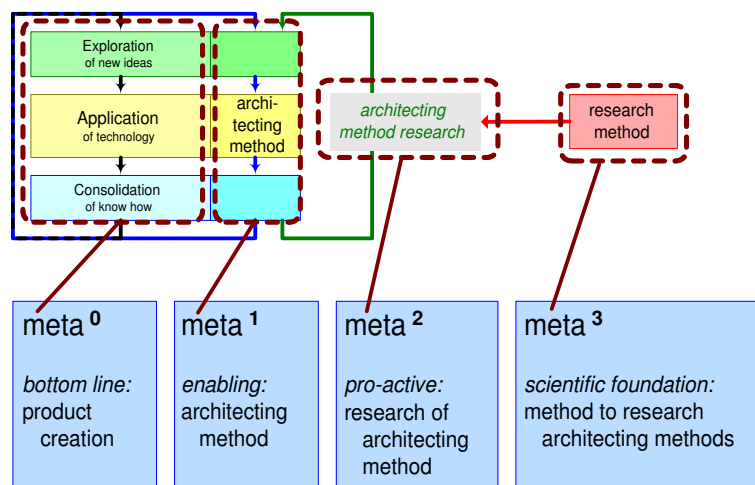 Exploration
of new ideas
Application
of technology
Consolidation
of know how
archi-
tecting
method
architecting
method research
research
method
meta 0
bottom line:
product
creation
meta 1
enabling:
architecting
method
meta 2
pro-active:
research of
architecting
method
meta 3
scientific foundation:
method to research
architecting methods